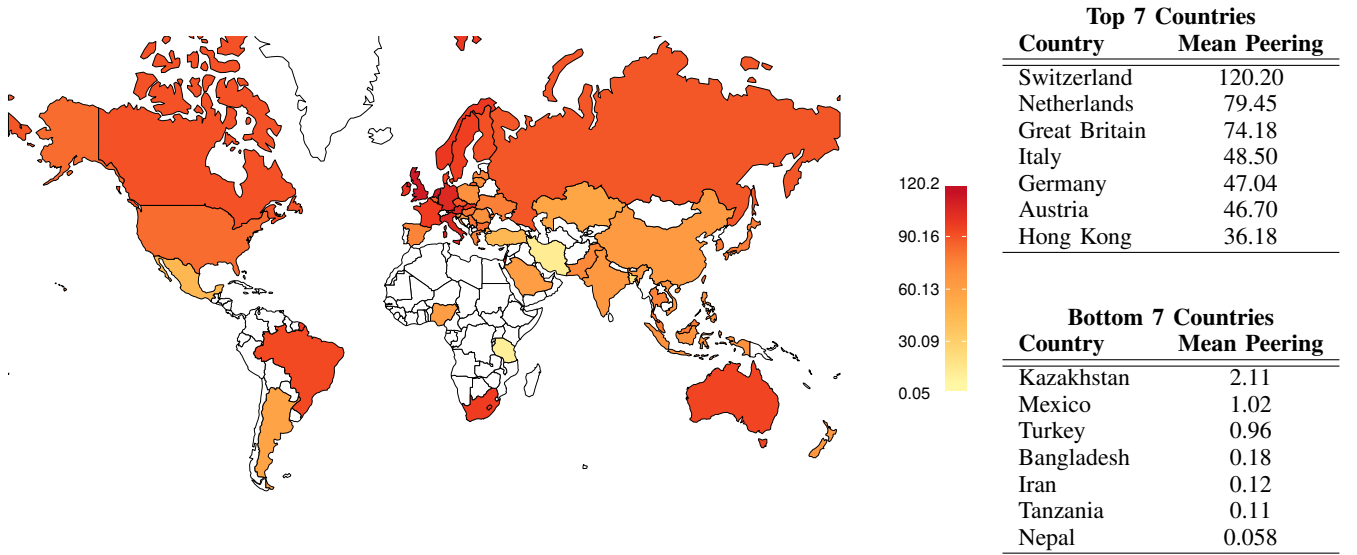 120.2
90.16
60.13
30.09
0.05
Top 7 Countries
Country Mean Peering
Switzerland 120.20
Netherlands 79.45
Great Britain 74.18
Italy 48.50
Germany 47.04
Austria 46.70
Hong Kong 36.18
Bottom 7 Countries
Country Mean Peering
Kazakhstan 2.11
Mexico 1.02
Turkey 0.96
Bangladesh 0.18
Iran 0.12
Tanzania 0.11
Nepal 0.058